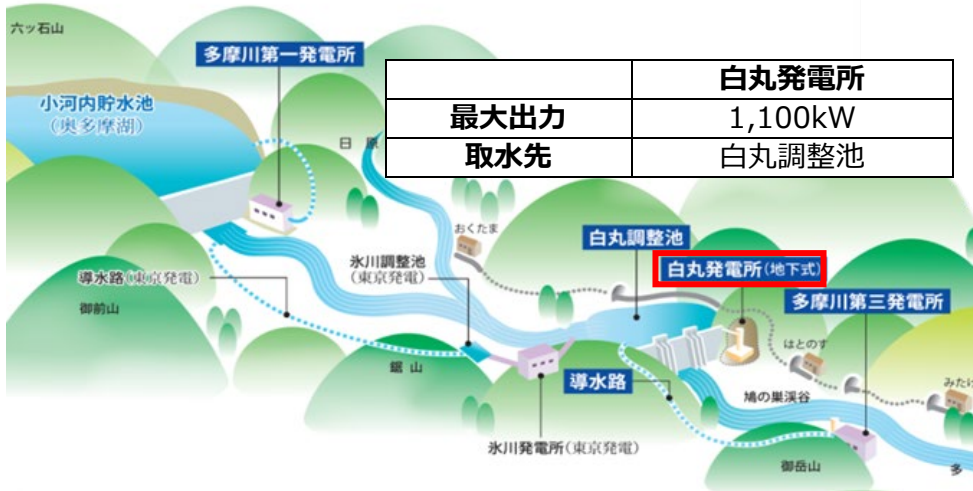 六ッ石山
多摩川第一発電所
小河内貯水池
(奥多摩湖)
白丸発電所
最大出力 1,100kW
取水先 白丸調整池
日原
おくたま
白丸調整池
氷川調整池
(東京発電)
白丸発電所(地下式)
導水路(東京発電)
多摩川第三発電所
御前山
はとのす
鋸山
導水路
みたけ
鳩の巣渓谷
氷川発電所(東京発電)
御岳山
多